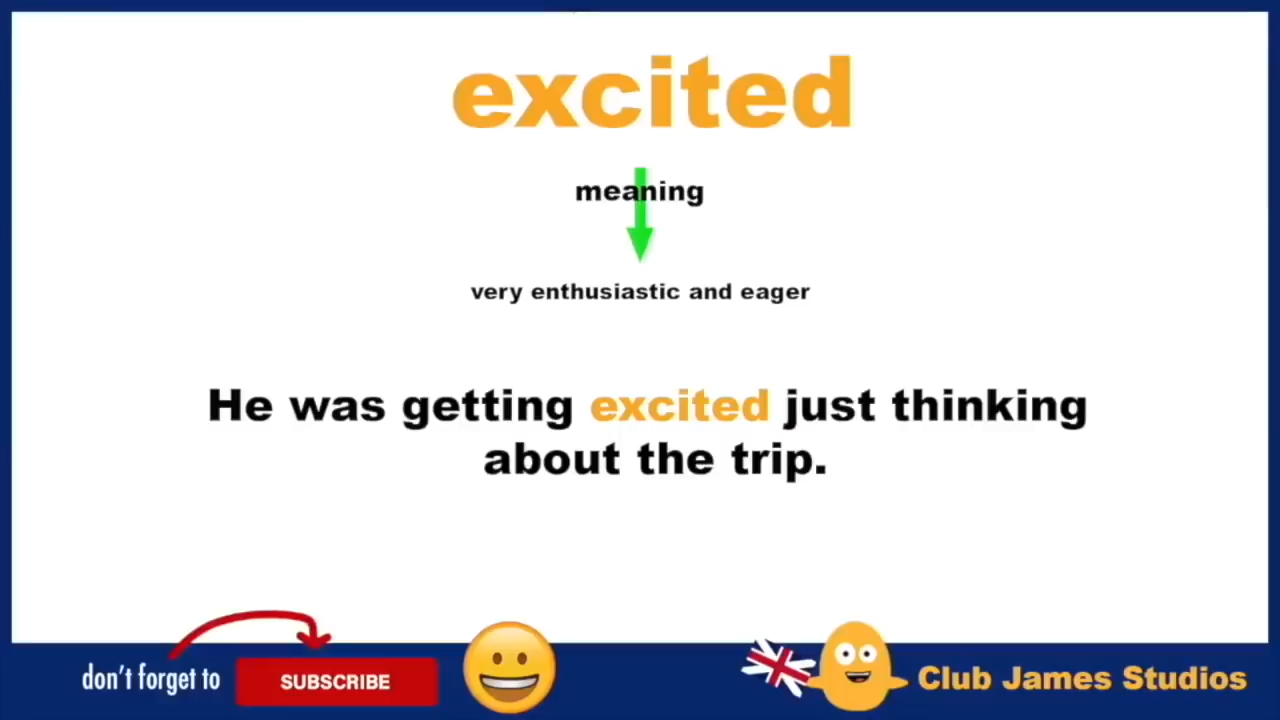 excited
meaning
very enthusiastic and eager
He was getting excited just thinking
about the trip.
don't forget to
SUBSCRIBE
Club James Studios